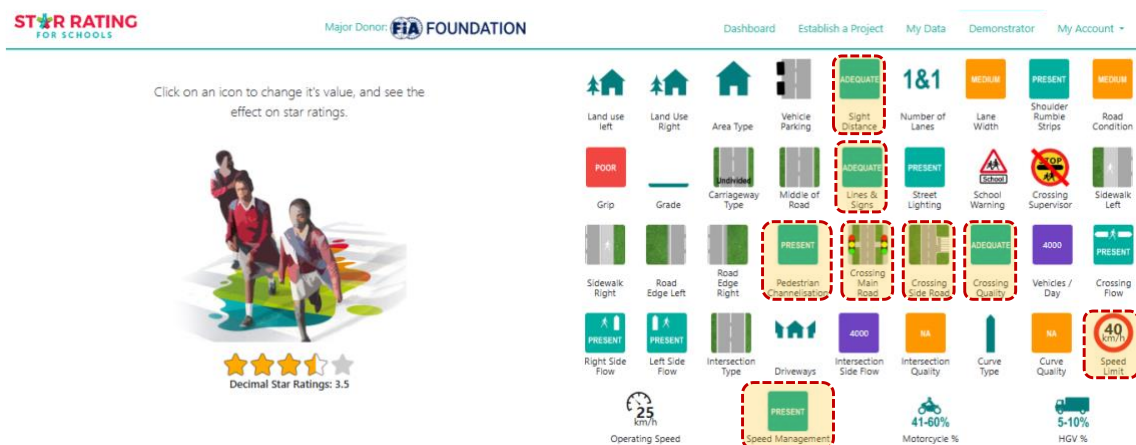 STAR RATING
FOR SCHOOLS
Major Donor: FiA FOUNDATION
Dashboard Establish a Project My Data Demonstrator My Account
Click on an icon to change it's value, and see the
effect on star ratings.
Decimal Star Ratings: 3.5
ADEQUATE 1&1 MEDIUM PRESENT MEDIUM
Land use
left
Land Use
Right
Area Type
Vehicle
Parking
Sight
Distance
Number of
Lanes
Lane
Width
Shoulder
Rumble
Strips
Road
Condition
POOR Undivided ADEQUATE PRESENT School STOP
Grip
Grade
Carriageway
Type
Middle of
Road
Lines &
Signs
Street
Lighting
School
Warning
Crossing
Supervisor
Sidewalk
Left
PRESENT ADEQUATE 4000 PRESENT
Sidewalk
Right
Road
Edge Left
Road
Edge
Right
Pedestrian
Channelisation
Crossing
Main
Road
Crossing
Side Road
Crossing
Quality
Vehicles /
Day
Crossing
Flow
PRESENT PRESENT 4000 NA NA 40
km/h
Right Side
Flow
Left Side
Flow
Intersection
Type
Driveways
Intersection
Side Flow
Intersection
Quality
Curve
Type
Curve
Quality
Speed
Limit
25
km/h
PRESENT 41-60% 5-10%
Operating Speed Speed Management Motorcycle % HGV %